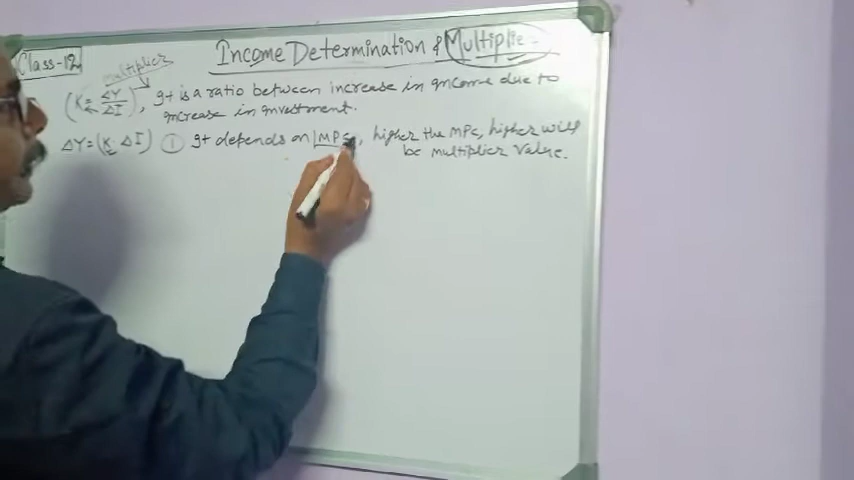 Class-12
Income Determination & Multiplie
multiplier
(K = ΔY/ΔI), It is a ratio between increase in Income due to
increase in investment.
ΔY = (K ΔI) ① It depends on MPC, higher the MPC, higher will
be multiplier value.